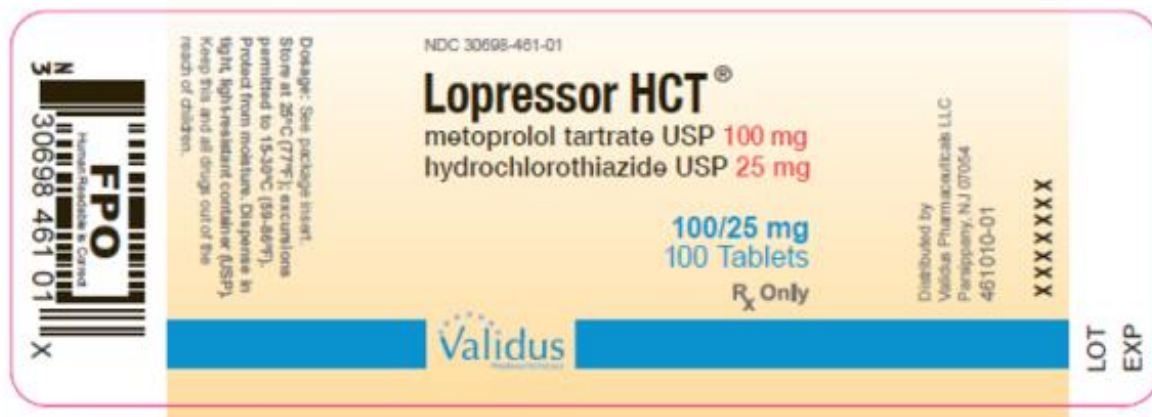 N
3
30698 461 01
X
FPO
Human Readable is Correct
Dosage: See package insert.
Store at 25°C (77°F); excursions
permitted to 15-30°C (59-86°F).
Protect from moisture. Dispense in
tight, light-resistant container (USP).
Keep this and all drugs out of the
reach of children.
NDC 30698-461-01
Lopressor HCT®
metoprolol tartrate USP 100 mg
hydrochlorothiazide USP 25 mg
100/25 mg
100 Tablets
Rx Only
Validus
Distributed by
Validus Pharmaceuticals LLC
Parsippany, NJ 07054
461010-01
XXXXXXX
LOT
EXP